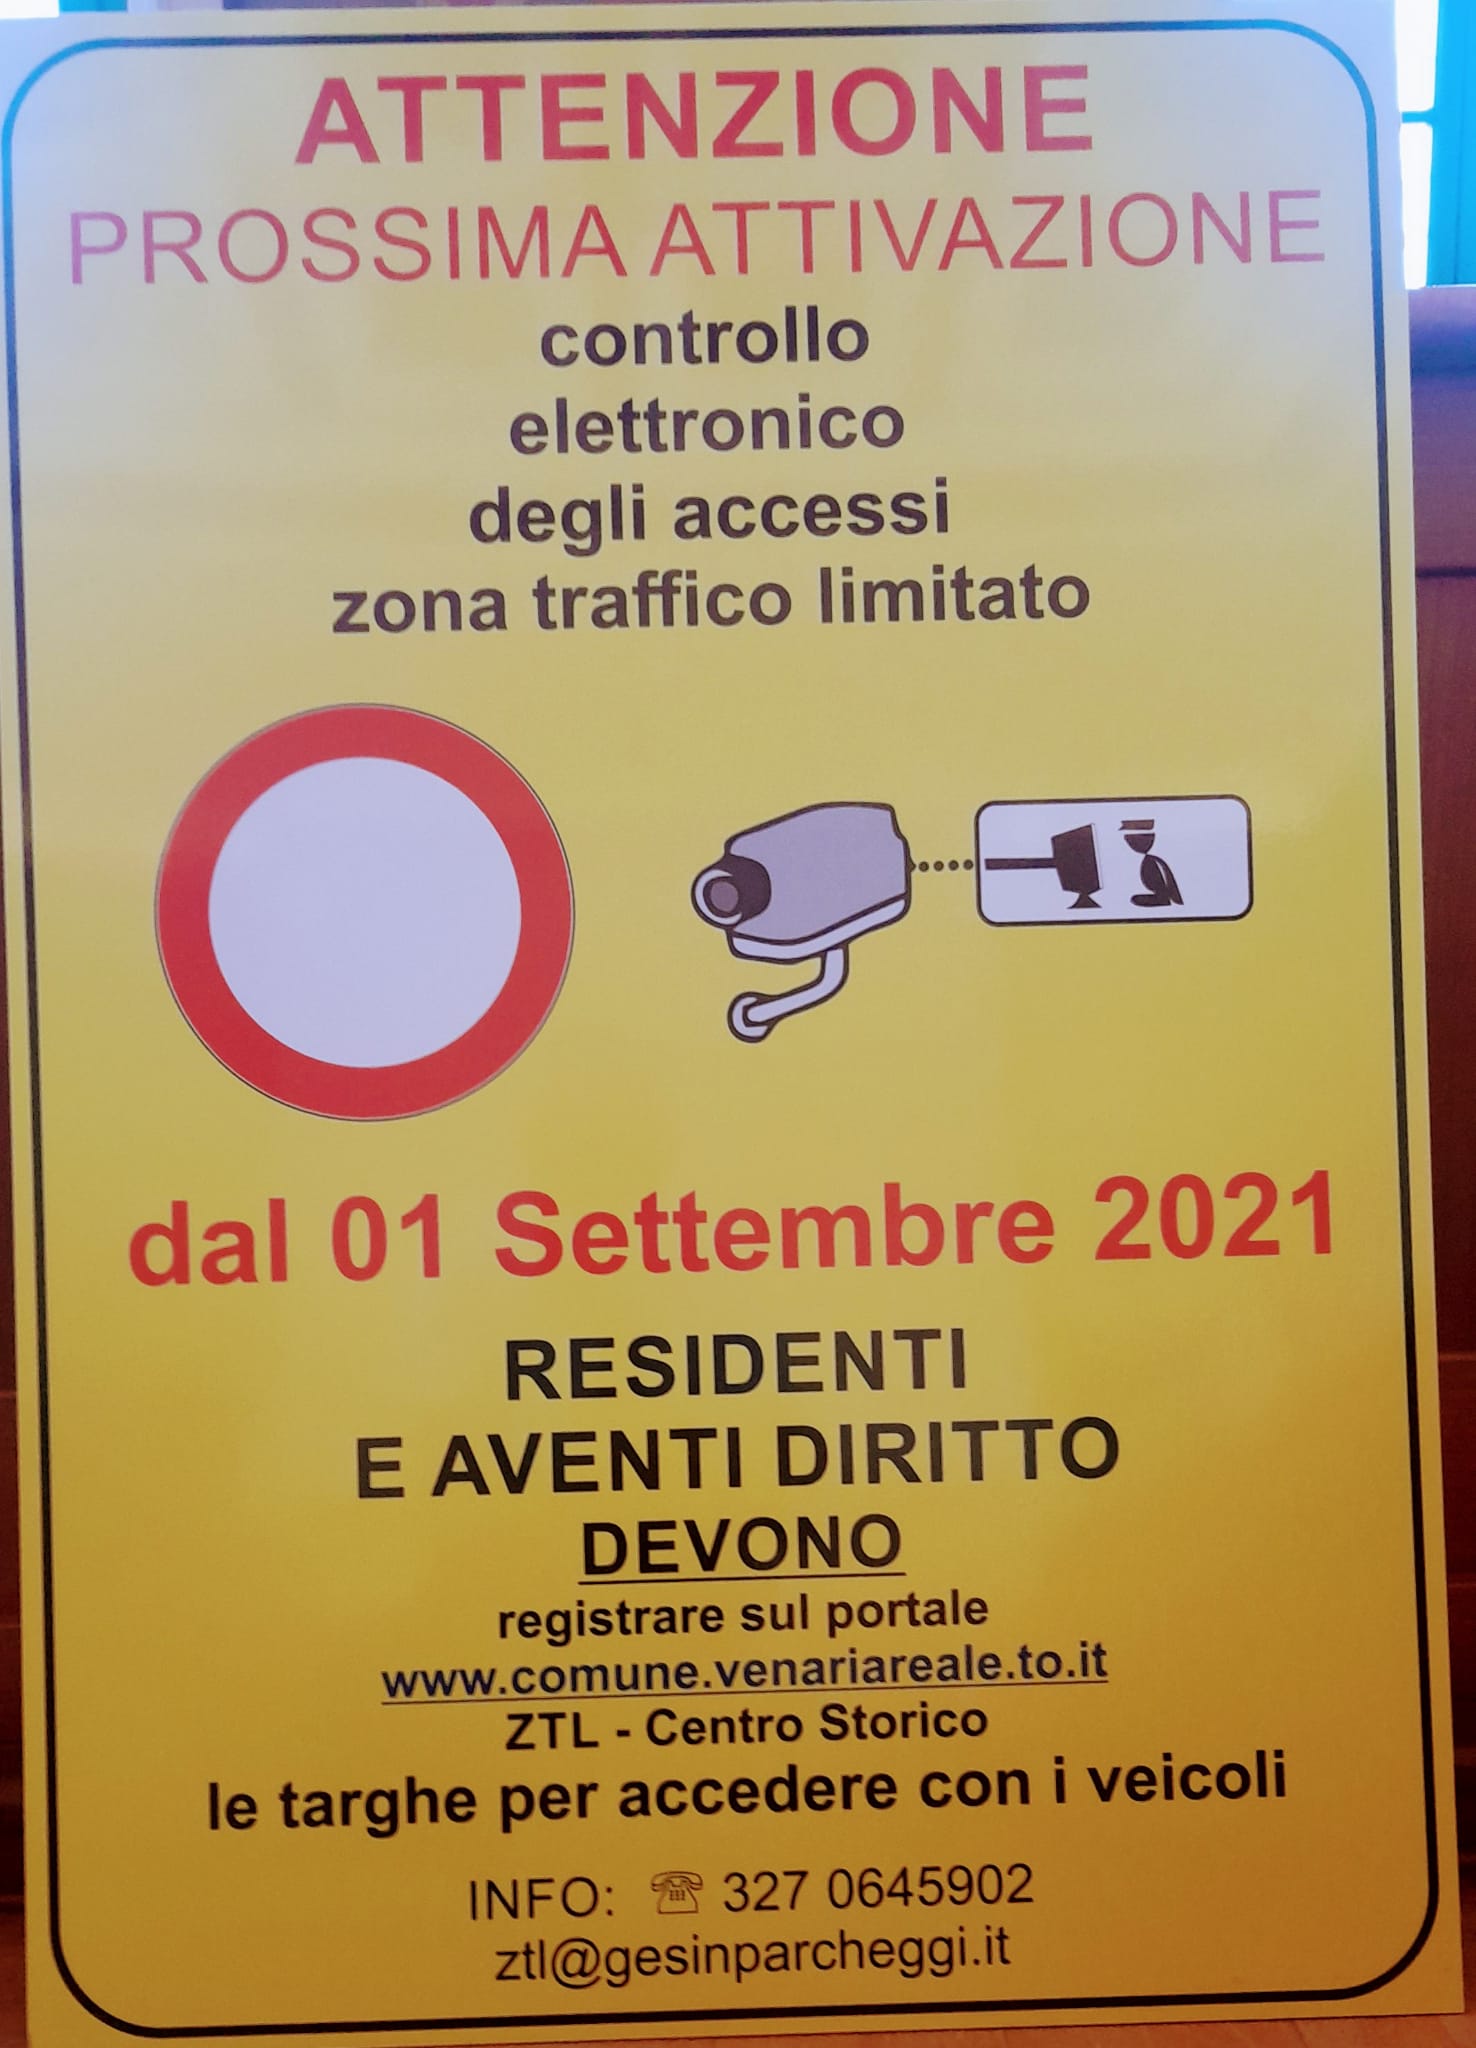 ATTENZIONE
PROSSIMA ATTIVAZIONE
controllo
elettronico
degli accessi
zona traffico limitato
dal 01 Settembre 2021
RESIDENTI
E AVENTI DIRITTO
DEVONO
registrare sul portale
www.comune.venariareale.to.it
ZTL - Centro Storico
le targhe per accedere con i veicoli
INFO: ☎ 327 0645902
ztl@gesinparcheggi.it